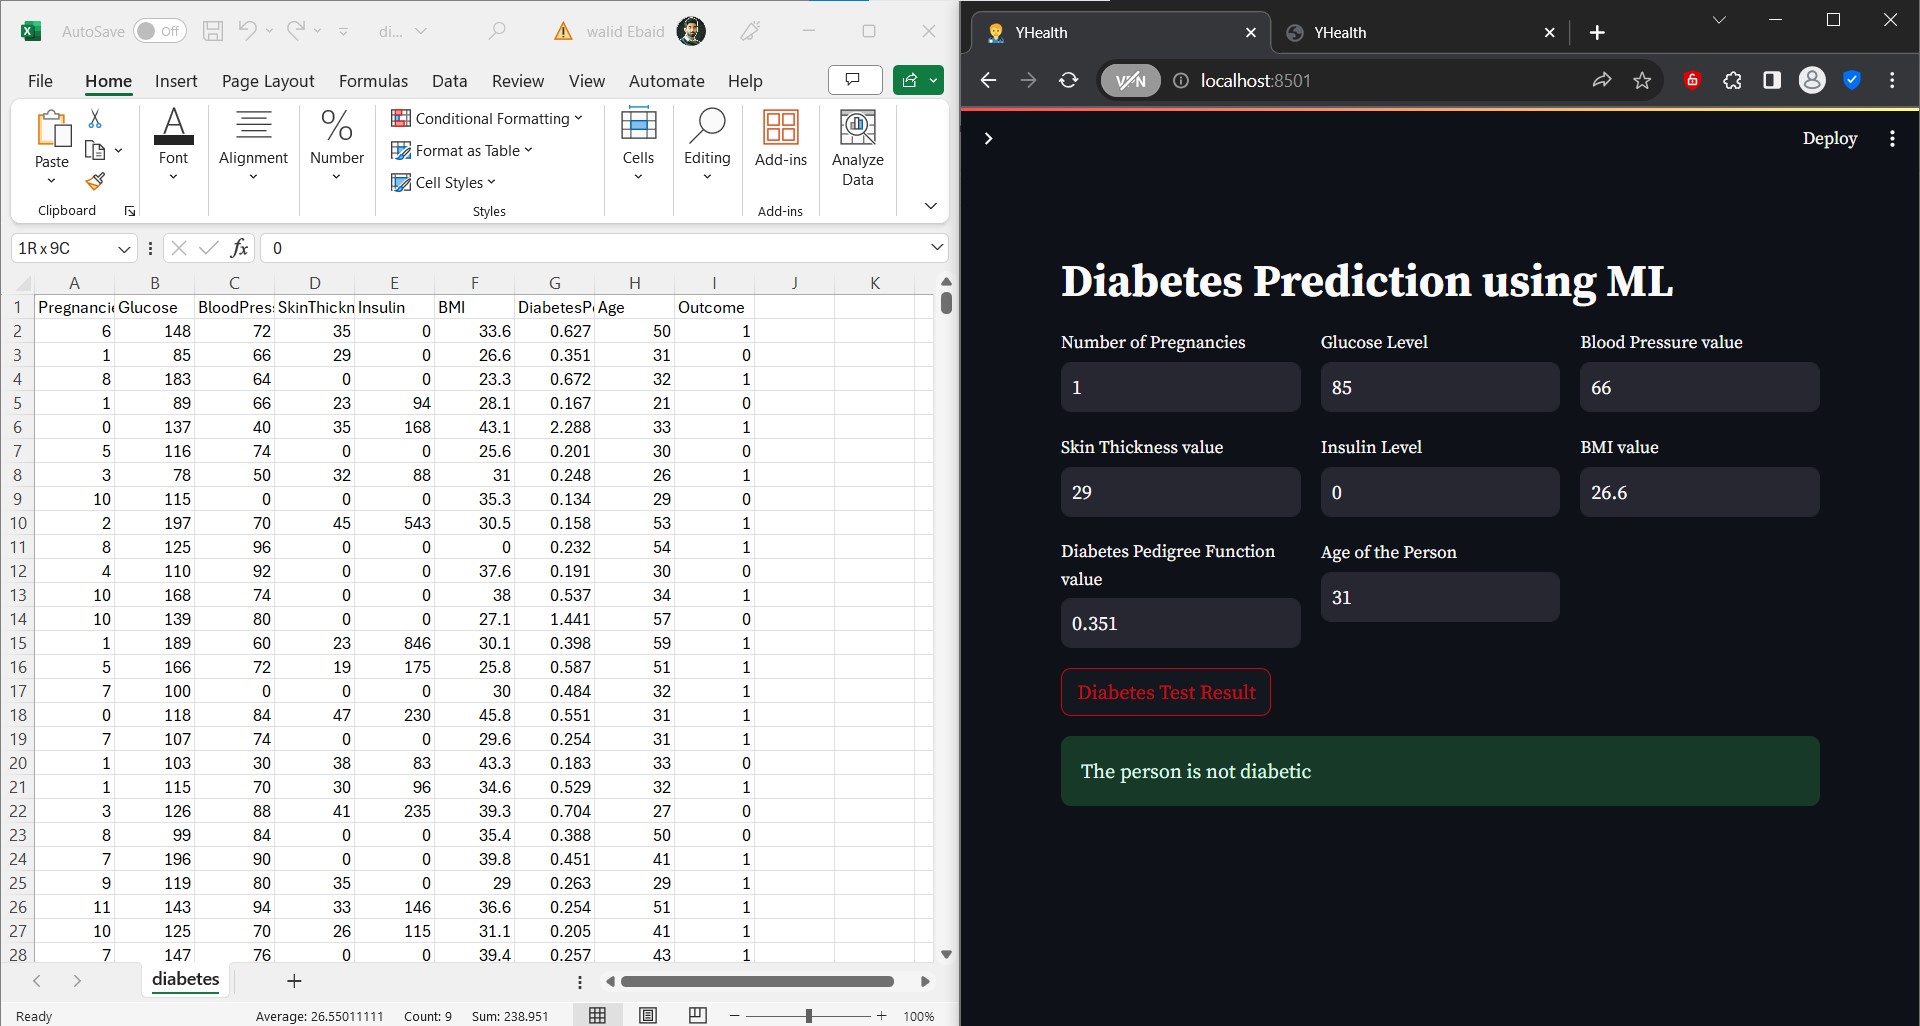 AutoSave Off di... walid Ebaid
File Home Insert Page Layout Formulas Data Review View Automate Help
Paste
Clipboard
Font
Alignment
%
Number
Conditional Formatting
Format as Table
Cell Styles
Styles
Cells
Editing
Add-ins
Add-ins
Analyze
Data
1R x 9C fx 0
A B C D E F G H I J K
1 Pregnancie Glucose BloodPress SkinThickn Insulin BMI DiabetesPe Age Outcome
2 6 148 72 35 0 33.6 0.627 50 1
3 1 85 66 29 0 26.6 0.351 31 0
4 8 183 64 0 0 23.3 0.672 32 1
5 1 89 66 23 94 28.1 0.167 21 0
6 0 137 40 35 168 43.1 2.288 33 1
7 5 116 74 0 0 25.6 0.201 30 0
8 3 78 50 32 88 31 0.248 26 1
9 10 115 0 0 0 35.3 0.134 29 0
10 2 197 70 45 543 30.5 0.158 53 1
11 8 125 96 0 0 0 0.232 54 1
12 4 110 92 0 0 37.6 0.191 30 0
13 10 168 74 0 0 38 0.537 34 1
14 10 139 80 0 0 27.1 1.441 57 0
15 1 189 60 23 846 30.1 0.398 59 1
16 5 166 72 19 175 25.8 0.587 51 1
17 7 100 0 0 0 30 0.484 32 1
18 0 118 84 47 230 45.8 0.551 31 1
19 7 107 74 0 0 29.6 0.254 31 1
20 1 103 30 38 83 43.3 0.183 33 0
21 1 115 70 30 96 34.6 0.529 32 1
22 3 126 88 41 235 39.3 0.704 27 0
23 8 99 84 0 0 35.4 0.388 50 0
24 7 196 90 0 0 39.8 0.451 41 1
25 9 119 80 35 0 29 0.263 29 1
26 11 143 94 33 146 36.6 0.254 51 1
27 10 125 70 26 115 31.1 0.205 41 1
28 7 147 76 0 0 39.4 0.257 43 1
diabetes
Ready Average: 26.55011111 Count: 9 Sum: 238.951 100%
YHealth YHealth
VPN localhost:8501
Deploy
Diabetes Prediction using ML
Number of Pregnancies Glucose Level Blood Pressure value
1 85 66
Skin Thickness value Insulin Level BMI value
29 0 26.6
Diabetes Pedigree Function
value
Age of the Person
0.351
31
Diabetes Test Result
The person is not diabetic